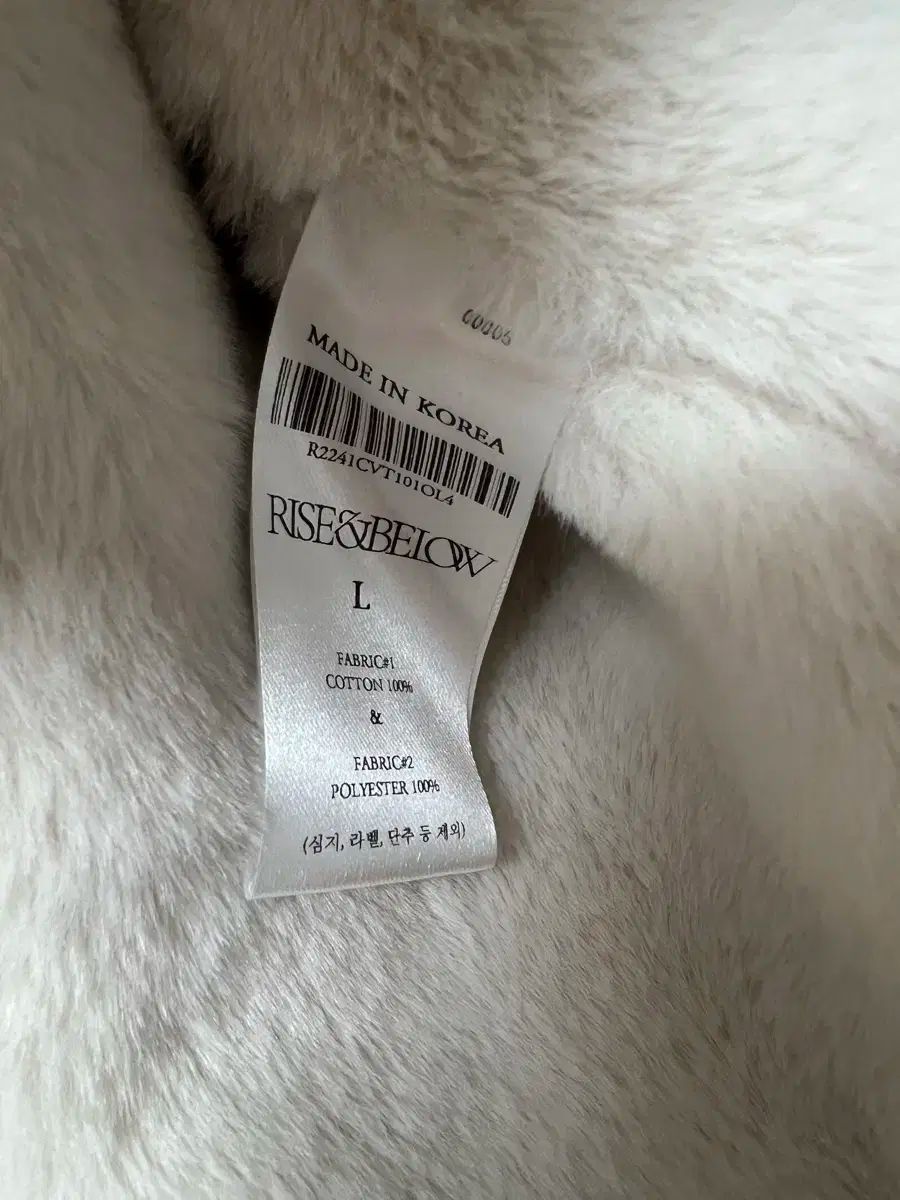 00005
MADE IN KOREA
R2241CVT101OL4
RISE&BELOW
L
FABRIC#1
COTTON 100%
&
FABRIC#2
POLYESTER 100%
(심지, 라벨, 단추 등 제외)